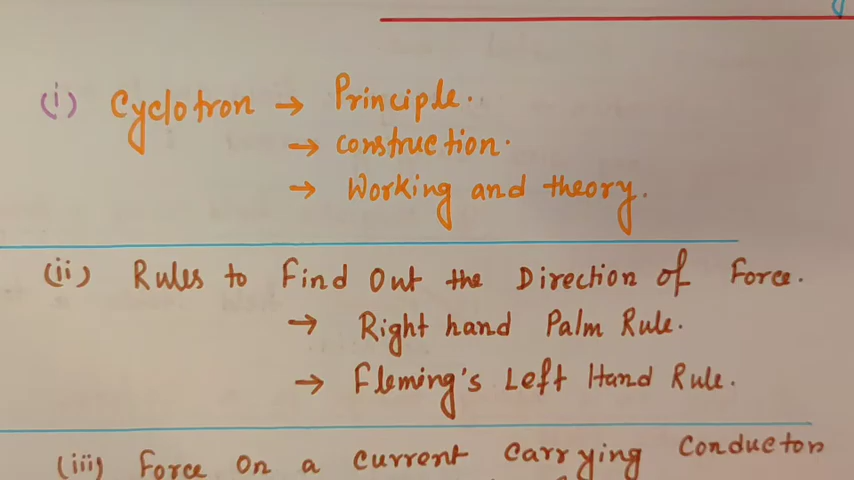 (i) Cyclotron → Principle.
→ construction.
→ Working and theory.
(ii) Rules to Find Out the Direction of Force.
→ Right hand Palm Rule.
→ Fleming's Left Hand Rule.
(iii) Force on a current carrying Conductor